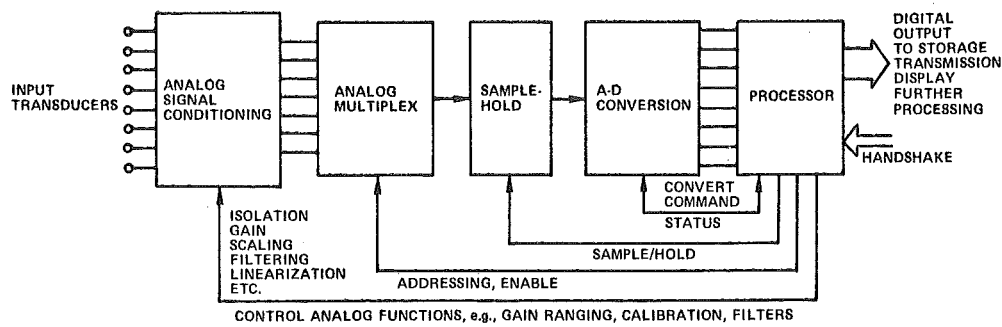 INPUT
TRANSDUCERS
ANALOG
SIGNAL
CONDITIONING
ANALOG
MULTIPLEX
SAMPLE-
HOLD
A-D
CONVERSION
PROCESSOR
DIGITAL
OUTPUT
TO STORAGE
TRANSMISSION
DISPLAY
FURTHER
PROCESSING
HANDSHAKE
CONVERT
COMMAND
STATUS
ISOLATION
GAIN
SCALING
FILTERING
LINEARIZATION
ETC.
SAMPLE/HOLD
ADDRESSING, ENABLE
CONTROL ANALOG FUNCTIONS, e.g., GAIN RANGING, CALIBRATION, FILTERS